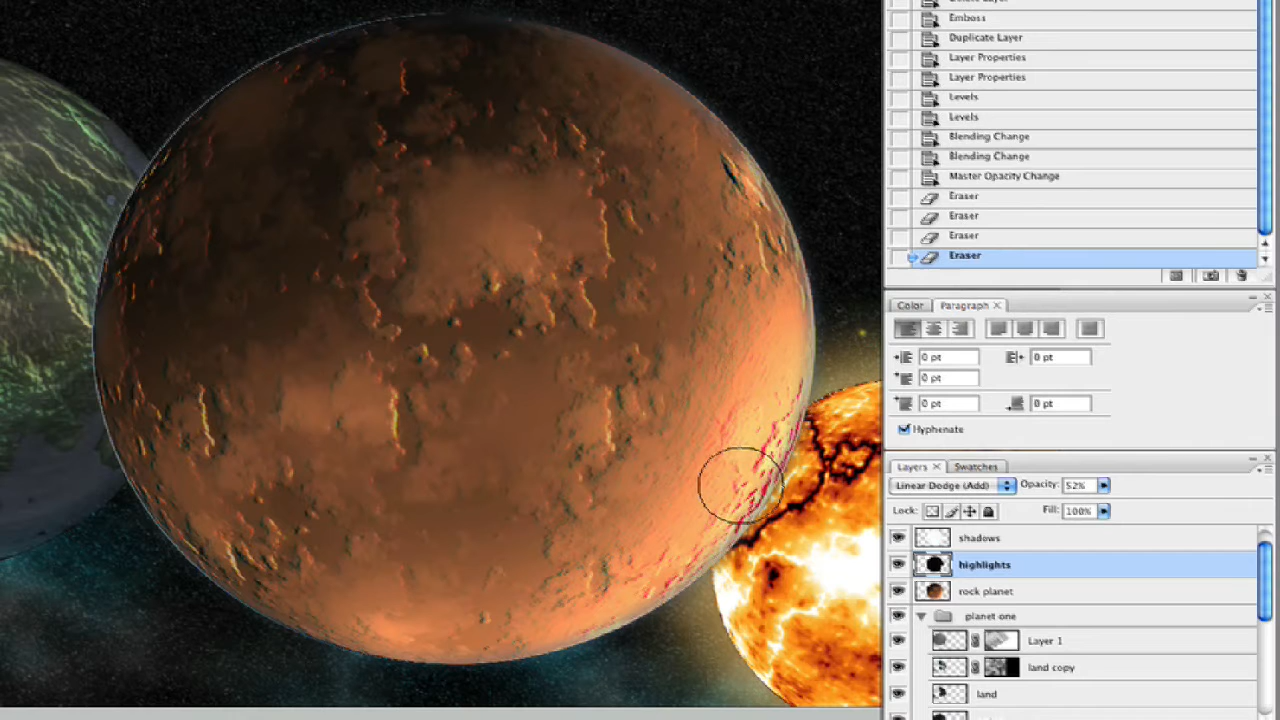 Emboss
Duplicate Layer
Layer Properties
Layer Properties
Levels
Levels
Blending Change
Blending Change
Master Opacity Change
Eraser
Eraser
Eraser
Eraser
Color Paragraph X
0 pt 0 pt
0 pt
0 pt 0 pt
Hyphenate
Layers X Swatches
Linear Dodge (Add) Opacity: 52%
Lock: Fill: 100%
shadows
highlights
rock planet
planet one
Layer 1
land copy
land